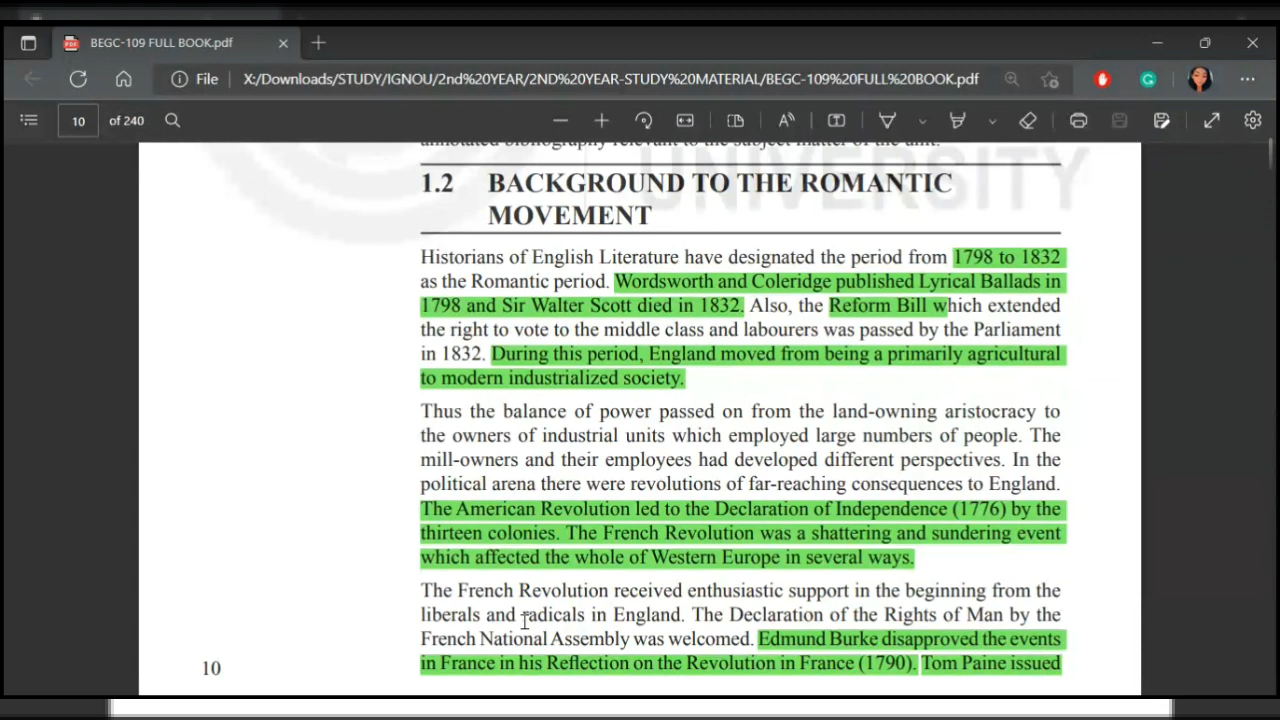 BEGC-109 FULL BOOK.pdf
File X:/Downloads/STUDY/IGNOU/2nd%20YEAR/2ND%20YEAR-STUDY%20MATERIAL/BEGC-109%20FULL%20BOOK.pdf
10 of 240
annotated bibliography relevant to the subject matter of the unit.
UNIVERSITY
1.2 BACKGROUND TO THE ROMANTIC
MOVEMENT
Historians of English Literature have designated the period from 1798 to 1832
as the Romantic period. Wordsworth and Coleridge published Lyrical Ballads in
1798 and Sir Walter Scott died in 1832. Also, the Reform Bill which extended
the right to vote to the middle class and labourers was passed by the Parliament
in 1832. During this period, England moved from being a primarily agricultural
to modern industrialized society.
Thus the balance of power passed on from the land-owning aristocracy to
the owners of industrial units which employed large numbers of people. The
mill-owners and their employees had developed different perspectives. In the
political arena there were revolutions of far-reaching consequences to England.
The American Revolution led to the Declaration of Independence (1776) by the
thirteen colonies. The French Revolution was a shattering and sundering event
which affected the whole of Western Europe in several ways.
The French Revolution received enthusiastic support in the beginning from the
liberals and radicals in England. The Declaration of the Rights of Man by the
French National Assembly was welcomed. Edmund Burke disapproved the events
in France in his Reflection on the Revolution in France (1790). Tom Paine issued
10